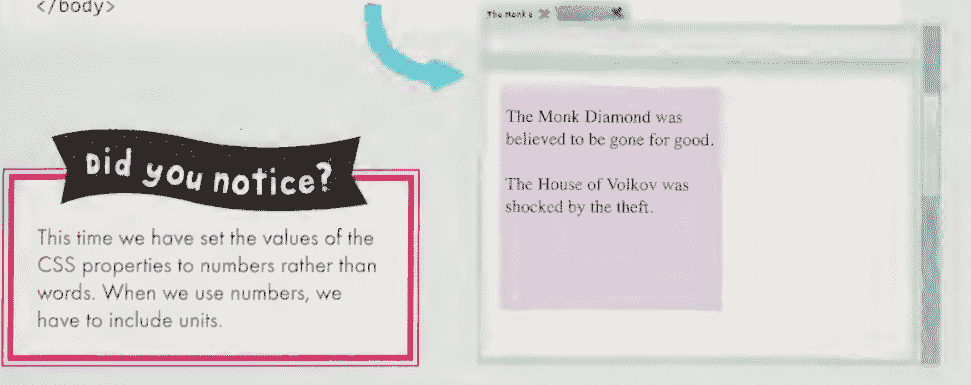 </body>
The Monk
Did you notice?
This time we have set the values of the
CSS properties to numbers rather than
words. When we use numbers, we
have to include units.
The Monk Diamond was
believed to be gone for good.
The House of Volkov was
shocked by the theft.